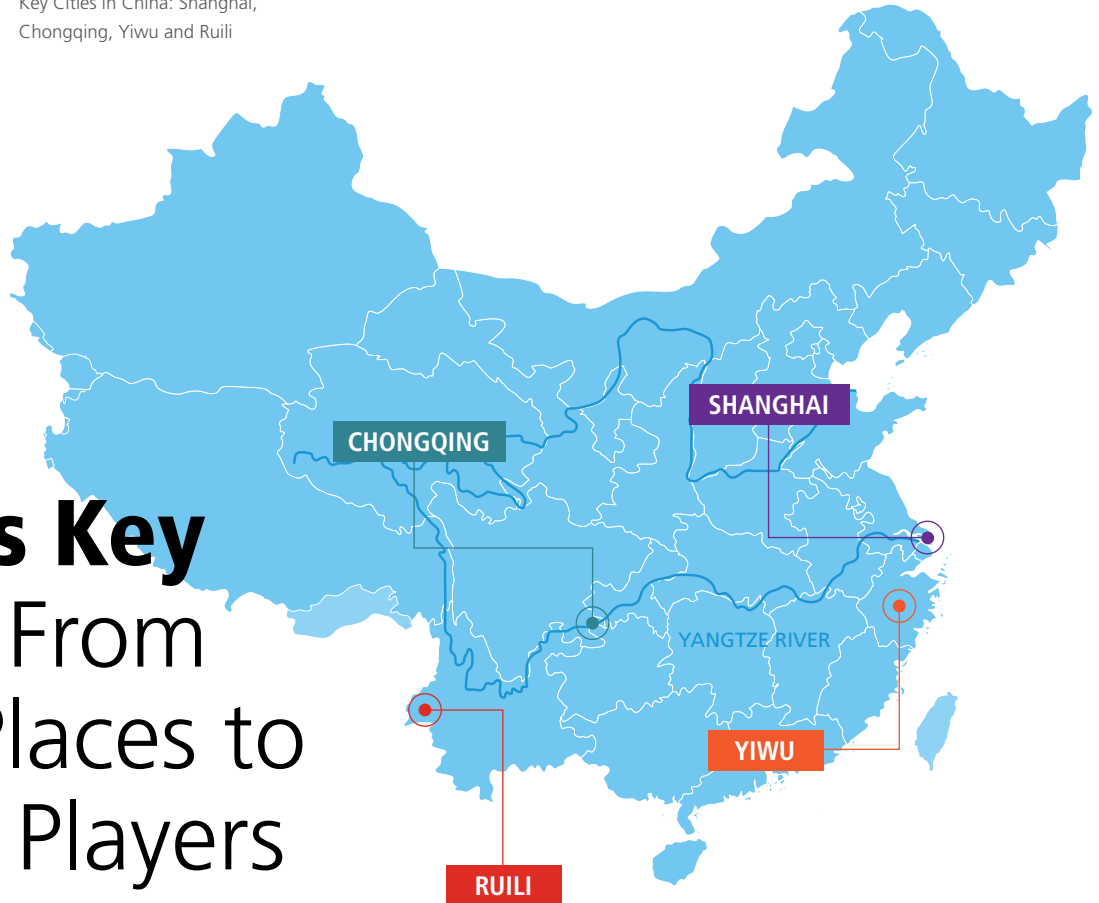 Key Cities in China: Shanghai,
Chongqing, Yiwu and Ruili
SHANGHAI
CHONGQING
s Key
From
Places to
Players
YANGTZE RIVER
YIWU
RUILI